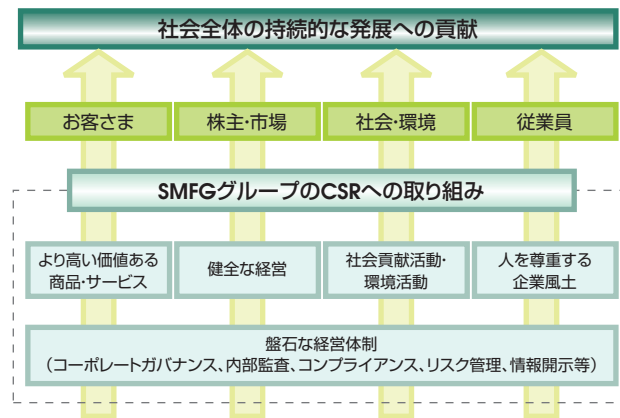 社会全体の持続的な発展への貢献
お客さま
株主・市場
社会・環境
従業員
SMFGグループのCSRへの取り組み
より高い価値ある
商品・サービス
健全な経営
社会貢献活動・
環境活動
人を尊重する
企業風土
盤石な経営体制
（コーポレートガバナンス、内部監査、コンプライアンス、リスク管理、情報開示等）